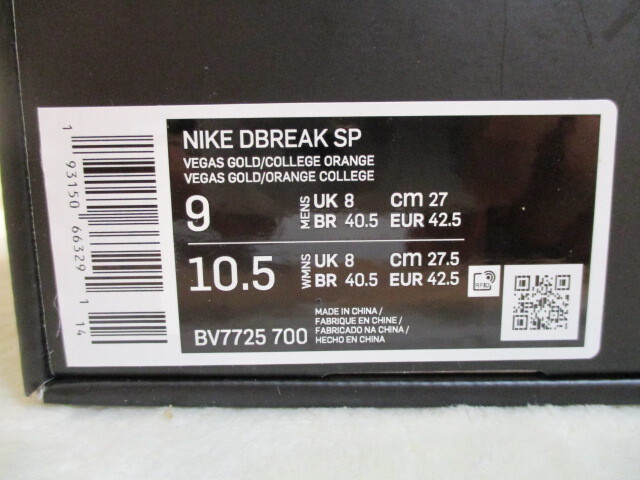 NIKE DBREAK SP
VEGAS GOLD/COLLEGE ORANGE
VEGAS GOLD/ORANGE COLLEGE
9 MENS UK 8 cm 27
BR 40.5 EUR 42.5
10.5 WMNS UK 8 cm 27.5
BR 40.5 EUR 42.5
RFID
BV7725 700
MADE IN CHINA /
FABRIQUE EN CHINE /
FABRICADO NA CHINA /
HECHO EN CHINA
1 93150 66329 1 14